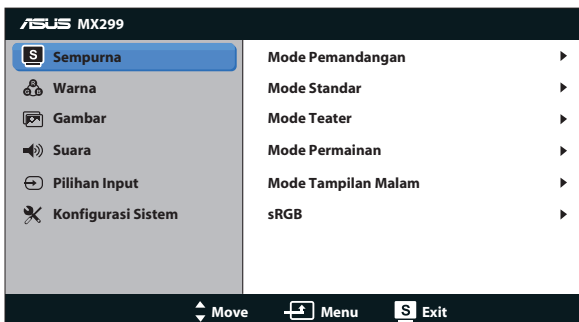 ASUS MX299
S Sempurna
Warna
Gambar
Suara
Pilihan Input
Konfigurasi Sistem
Mode Pemandangan
Mode Standar
Mode Teater
Mode Permainan
Mode Tampilan Malam
sRGB
Move Menu S Exit